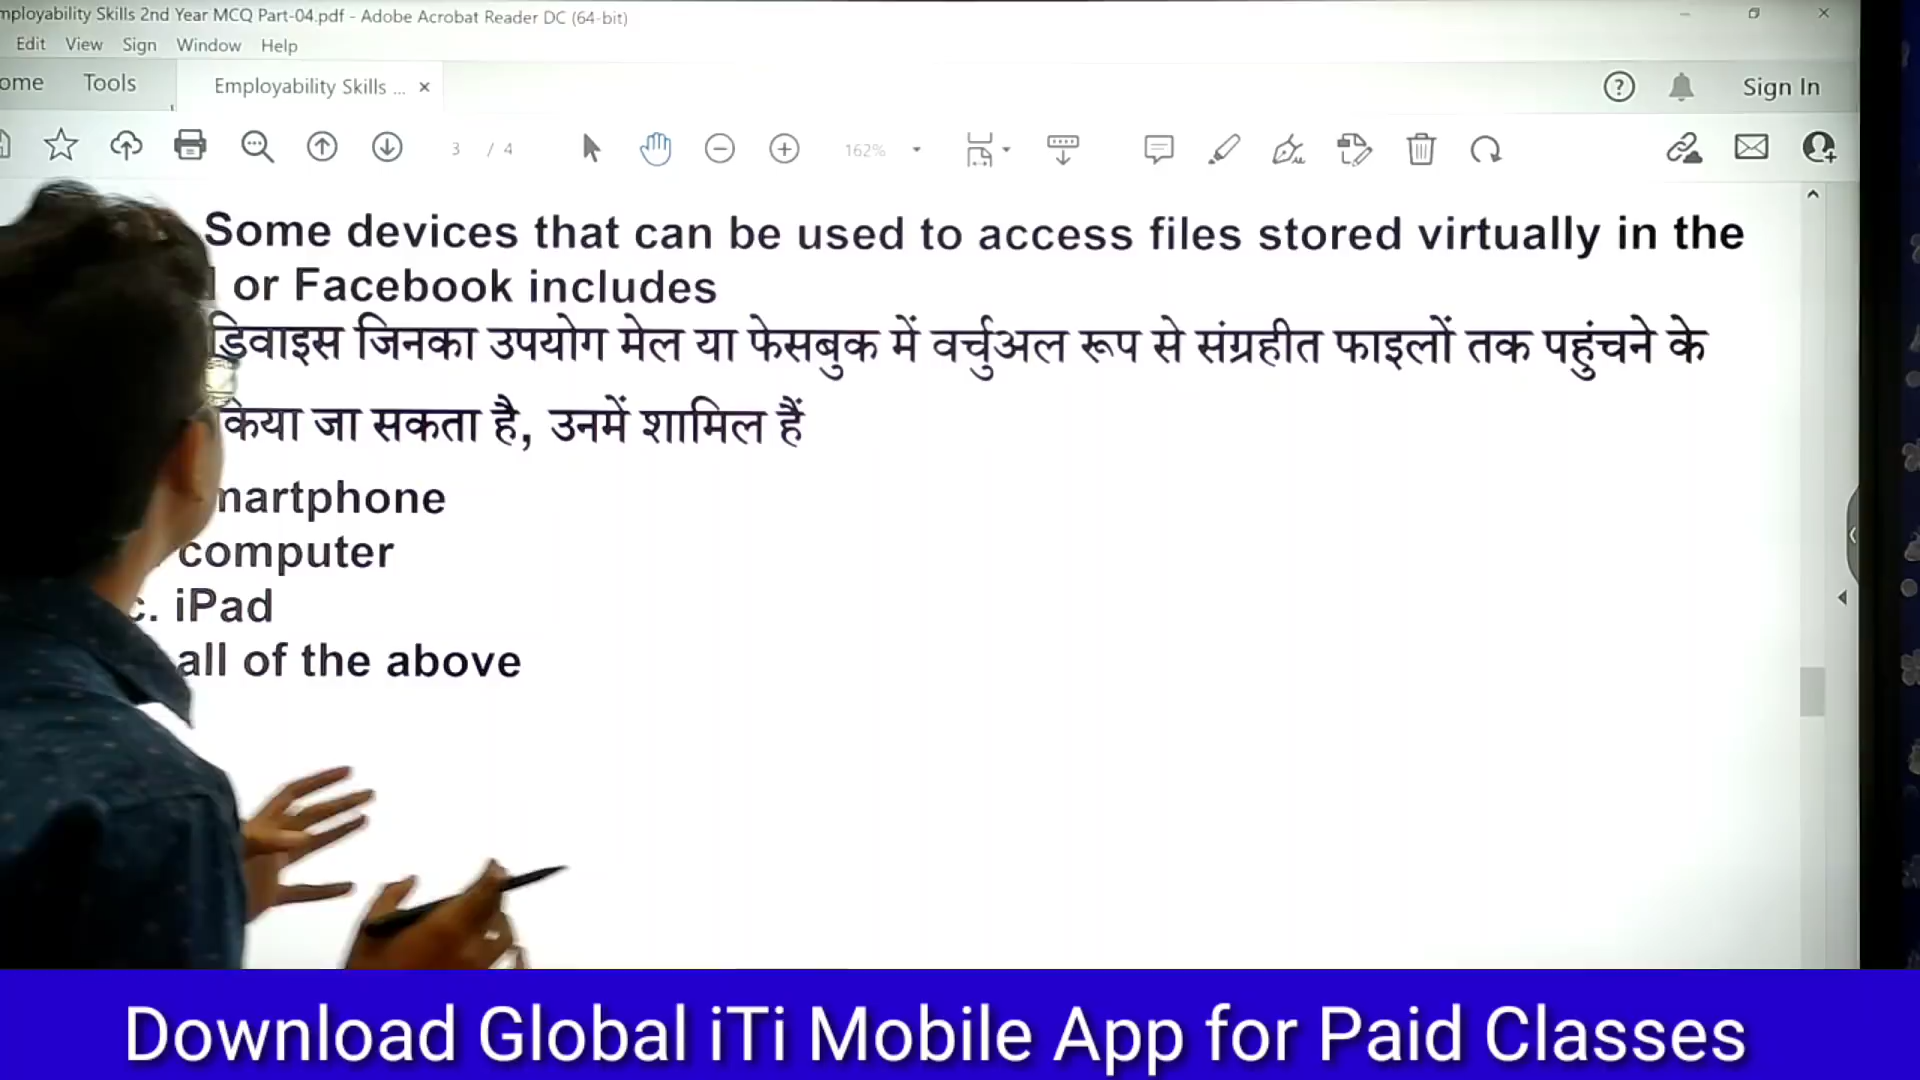 mployability Skills 2nd Year MCQ Part-04.pdf - Adobe Acrobat Reader DC (64-bit)
Edit View Sign Window Help
ome Tools Employability Skills ... × Sign In
3 / 4 162%
Some devices that can be used to access files stored virtually in the
l or Facebook includes
डिवाइस जिनका उपयोग मेल या फेसबुक में वर्चुअल रूप से संग्रहीत फाइलों तक पहुंचने के
किया जा सकता है, उनमें शामिल हैं
martphone
computer
c. iPad
all of the above
Download Global iTi Mobile App for Paid Classes